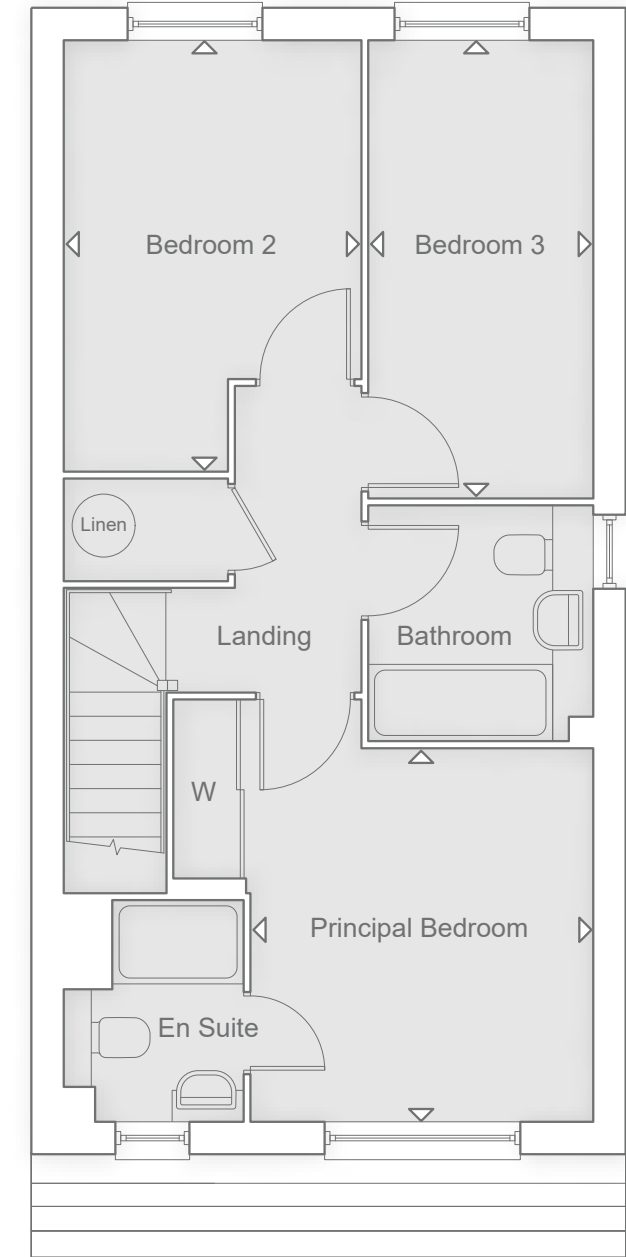 Bedroom 2
Bedroom 3
Linen
Landing
Bathroom
W
Principal Bedroom
En Suite